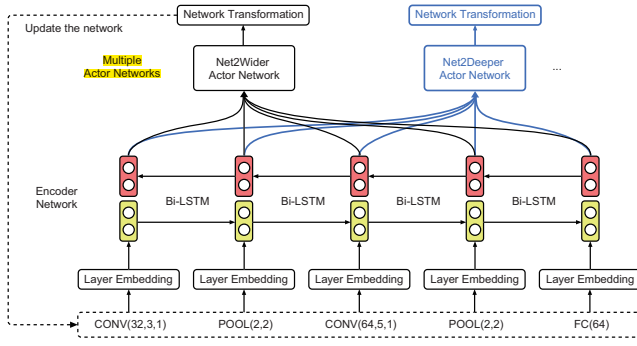 Network Transformation
Network Transformation
Update the network
Multiple
Actor Networks
Net2Wider
Actor Network
Net2Deeper
Actor Network
...
Encoder
Network
Bi-LSTM
Bi-LSTM
Bi-LSTM
Bi-LSTM
Layer Embedding
Layer Embedding
Layer Embedding
Layer Embedding
Layer Embedding
CONV(32,3,1)
POOL(2,2)
CONV(64,5,1)
POOL(2,2)
FC(64)